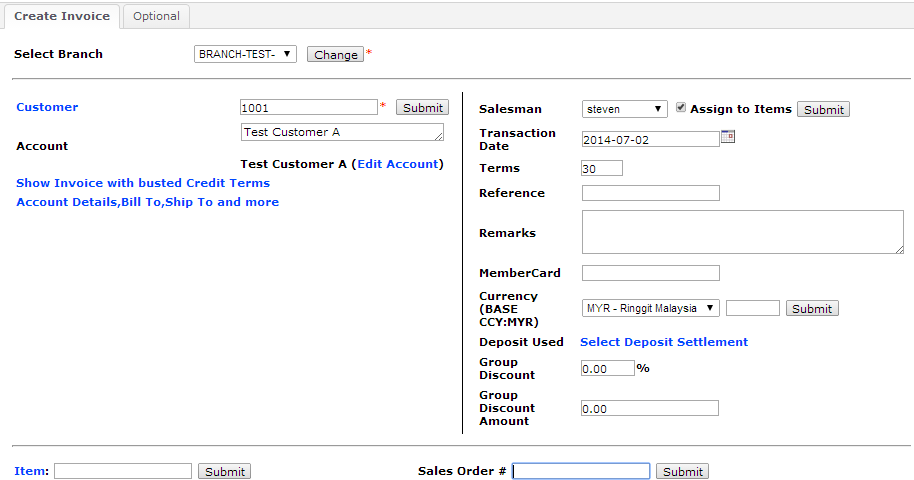 Create Invoice Optional
Select Branch BRANCH-TEST- Change *
Customer 1001 * Submit
Account Test Customer A
Test Customer A (Edit Account)
Show Invoice with busted Credit Terms
Account Details,Bill To,Ship To and more
Salesman steven Assign to Items Submit
Transaction
Date 2014-07-02
Terms 30
Reference
Remarks
MemberCard
Currency
(BASE MYR - Ringgit Malaysia Submit
CCY:MYR)
Deposit Used Select Deposit Settlement
Group
Discount 0.00 %
Group
Discount 0.00
Amount
Item: Submit Sales Order # Submit